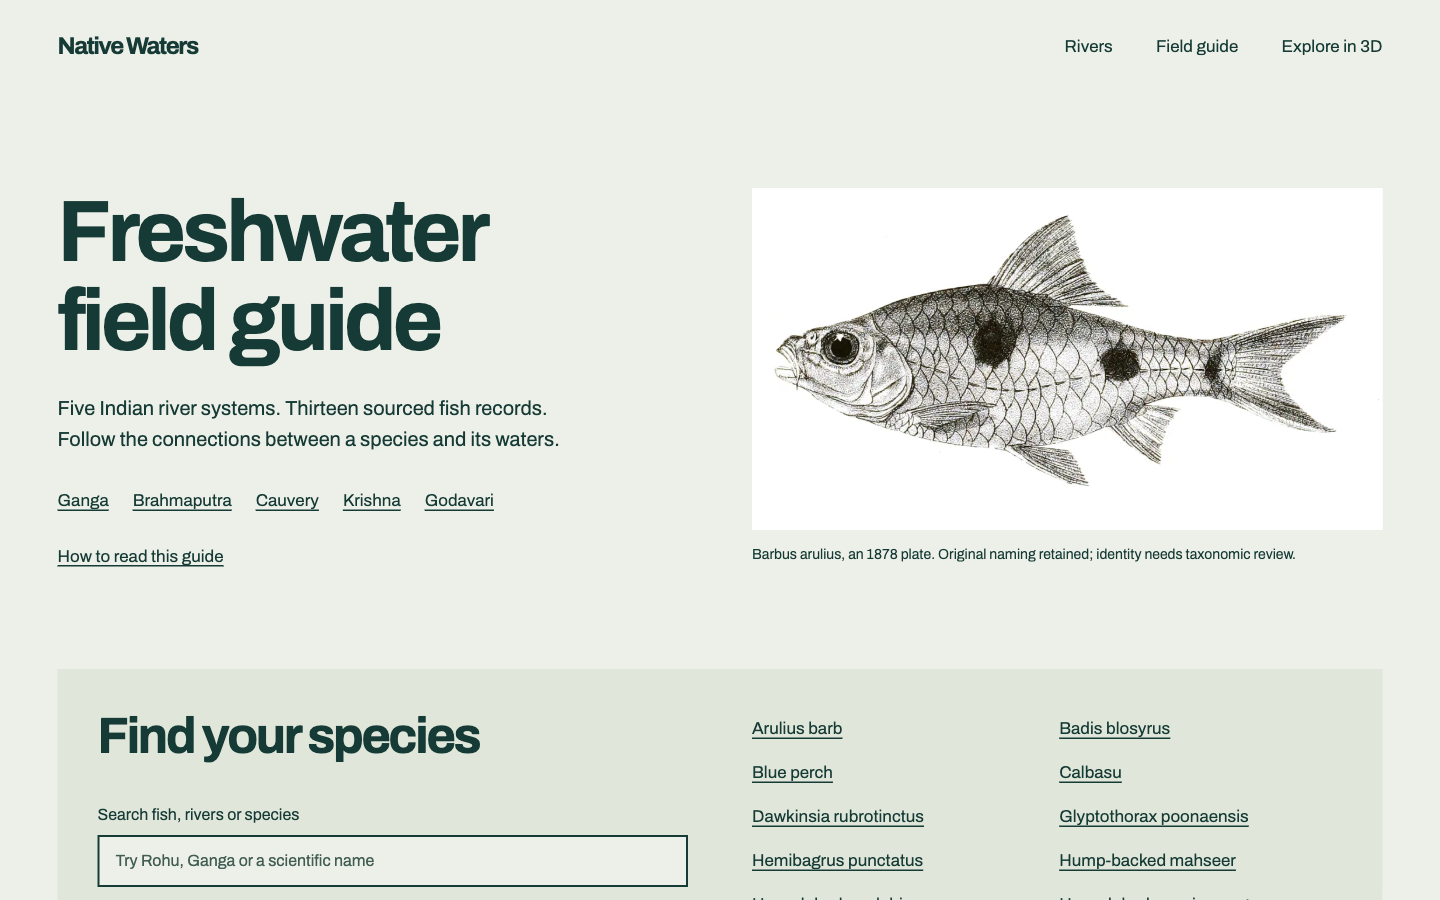 Native Waters
Rivers
Field guide
Explore in 3D
Freshwater
field guide
Five Indian river systems. Thirteen sourced fish records.
Follow the connections between a species and its waters.
Ganga
Brahmaputra
Cauvery
Krishna
Godavari
How to read this guide
Barbus arulius, an 1878 plate. Original naming retained; identity needs taxonomic review.
Find your species
Search fish, rivers or species
Try Rohu, Ganga or a scientific name
Arulius barb
Badis blosyrus
Blue perch
Calbasu
Dawkinsia rubrotinctus
Glyptothorax poonaensis
Hemibagrus punctatus
Hump-backed mahseer